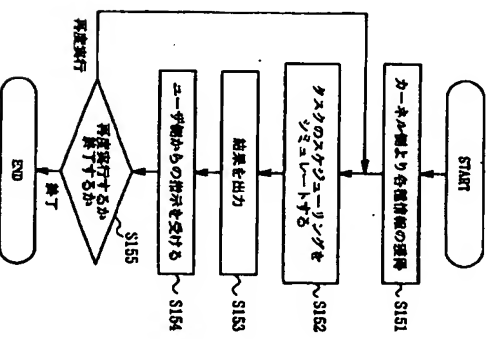 START
カーネル側より各種情報の獲得
S151
タスクのスケジューリングを
シミュレートする
S152
結果を出力
S153
ユーザ側からの指示を受ける
S154
再度実行するか
終了するか
S155
再度実行
終了
END